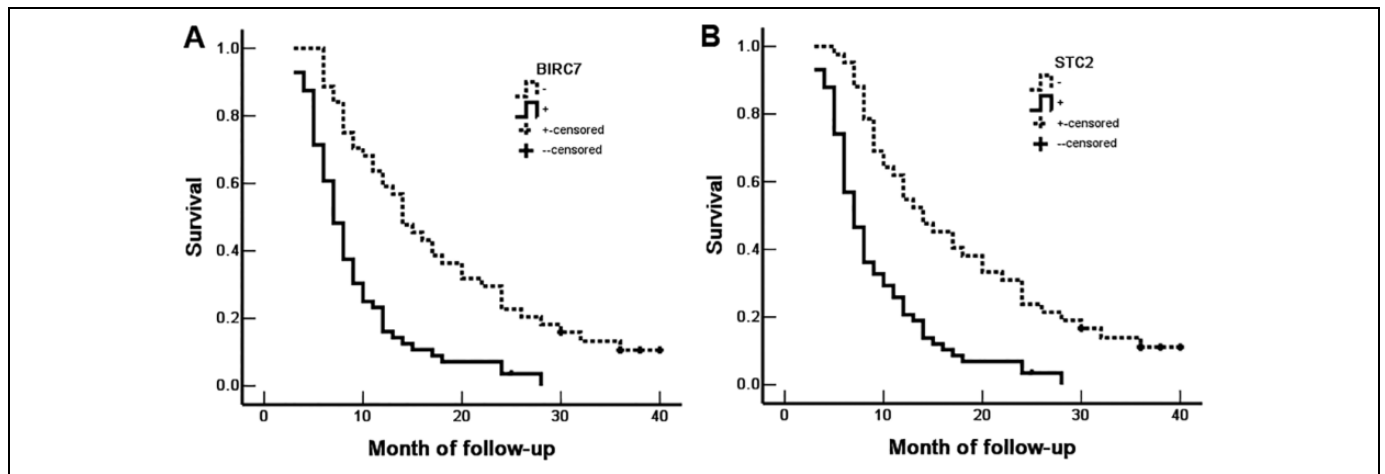 A
BIRC7
-
+
+-censored
--censored
1.0
0.8
0.6
0.4
0.2
0.0
Survival
0 10 20 30 40
Month of follow-up
B
STC2
-
+
+-censored
--censored
1.0
0.8
0.6
0.4
0.2
0.0
Survival
0 10 20 30 40
Month of follow-up